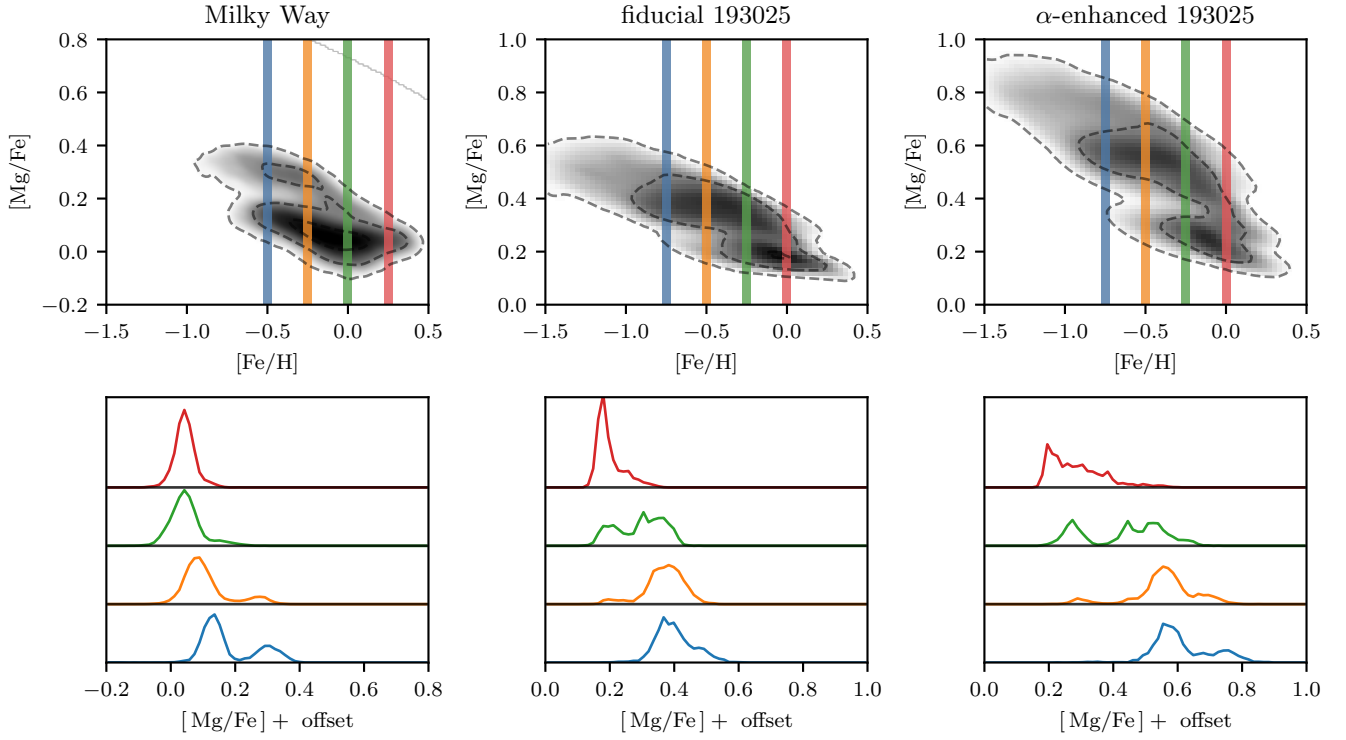 Milky Way
fiducial 193025
α-enhanced 193025
[Mg/Fe]
0.8
0.6
0.4
0.2
0.0
−0.2
−1.5 −1.0 −0.5 0.0 0.5
[Fe/H]
[Mg/Fe]
1.0
0.8
0.6
0.4
0.2
0.0
−1.5 −1.0 −0.5 0.0 0.5
[Fe/H]
[Mg/Fe]
1.0
0.8
0.6
0.4
0.2
0.0
−1.5 −1.0 −0.5 0.0 0.5
[Fe/H]
−0.2 0.0 0.2 0.4 0.6 0.8
[Mg/Fe] + offset
0.0 0.2 0.4 0.6 0.8 1.0
[Mg/Fe] + offset
0.0 0.2 0.4 0.6 0.8 1.0
[Mg/Fe] + offset